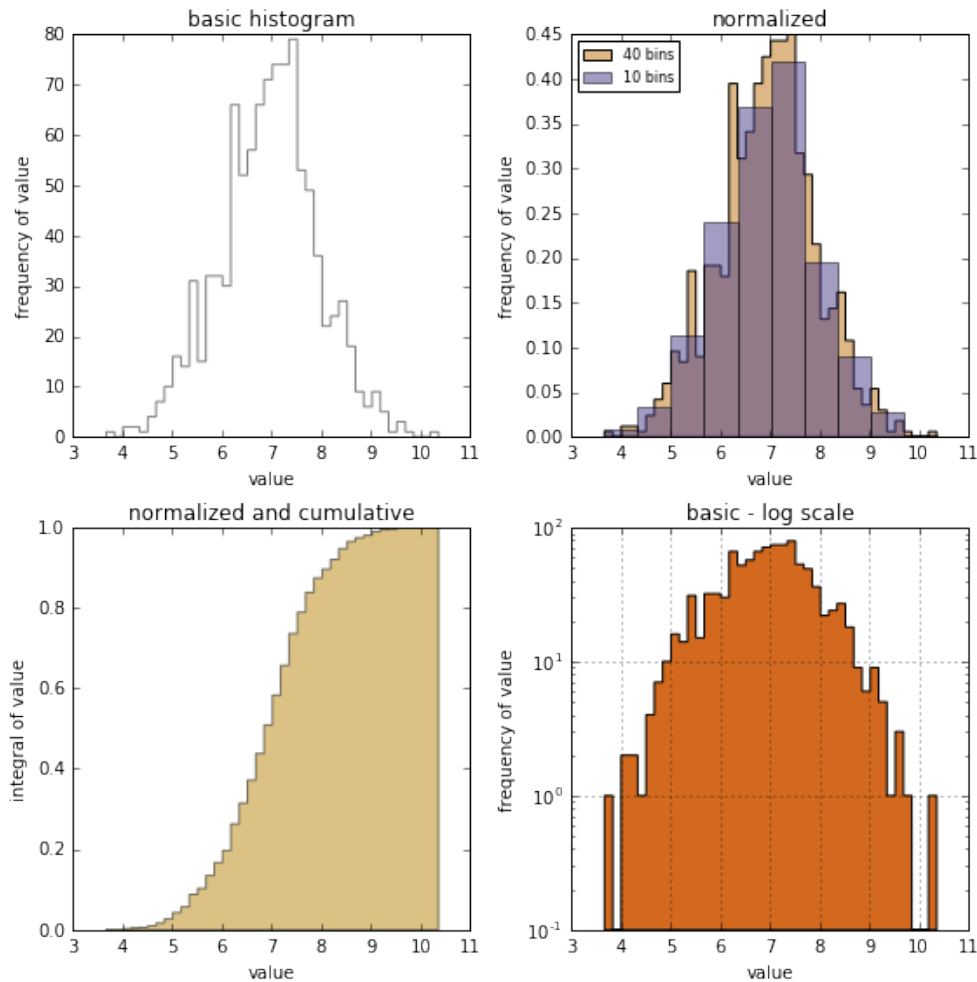 basic histogram
80
70
60
50
40
30
20
10
0
frequency of value
3 4 5 6 7 8 9 10 11
value
normalized
0.45
0.40
0.35
0.30
0.25
0.20
0.15
0.10
0.05
0.00
frequency of value
40 bins
10 bins
3 4 5 6 7 8 9 10 11
value
normalized and cumulative
1.0
0.8
0.6
0.4
0.2
0.0
integral of value
3 4 5 6 7 8 9 10 11
value
basic - log scale
10²
10¹
10⁰
10⁻¹
frequency of value
3 4 5 6 7 8 9 10 11
value